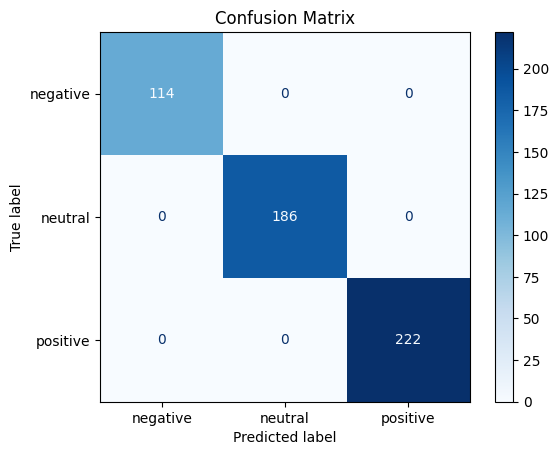 Confusion Matrix
negative 114 0 0
neutral 0 186 0
positive 0 0 222
negative neutral positive
Predicted label
True label
200
175
150
125
100
75
50
25
0